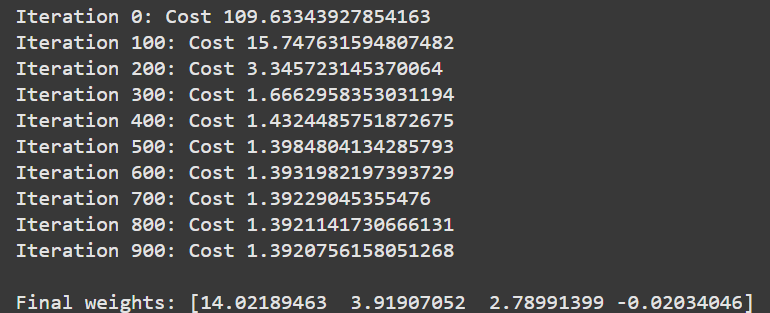 Iteration 0: Cost 109.63343927854163
Iteration 100: Cost 15.747631594807482
Iteration 200: Cost 3.345723145370064
Iteration 300: Cost 1.6662958353031194
Iteration 400: Cost 1.4324485751872675
Iteration 500: Cost 1.3984804134285793
Iteration 600: Cost 1.3931982197393729
Iteration 700: Cost 1.39229045355476
Iteration 800: Cost 1.3921141730666131
Iteration 900: Cost 1.3920756158051268
Final weights: [14.02189463  3.91907052  2.78991399 -0.02034046]